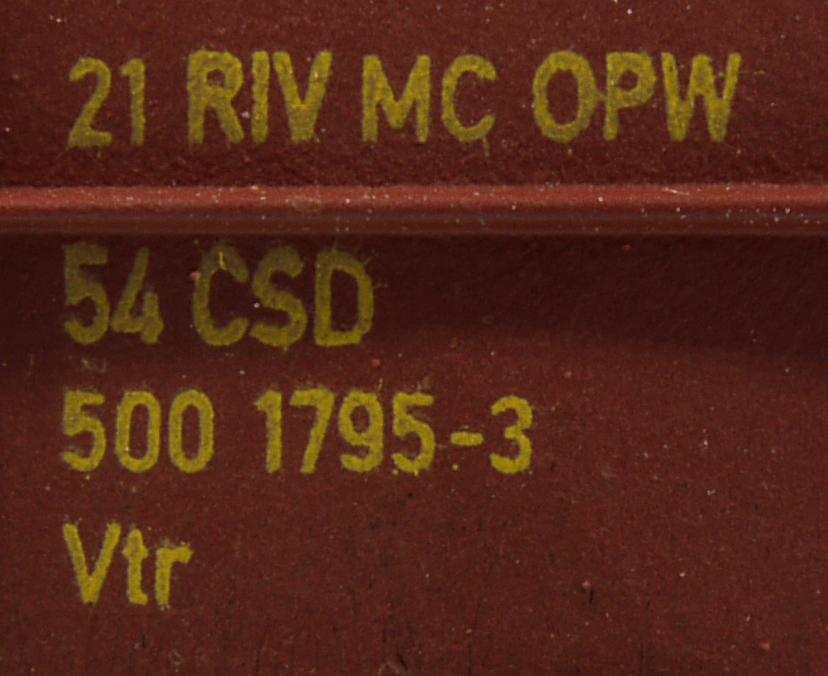 21 RIV MC OPW
54 CSD
500 1795-3
Vtr